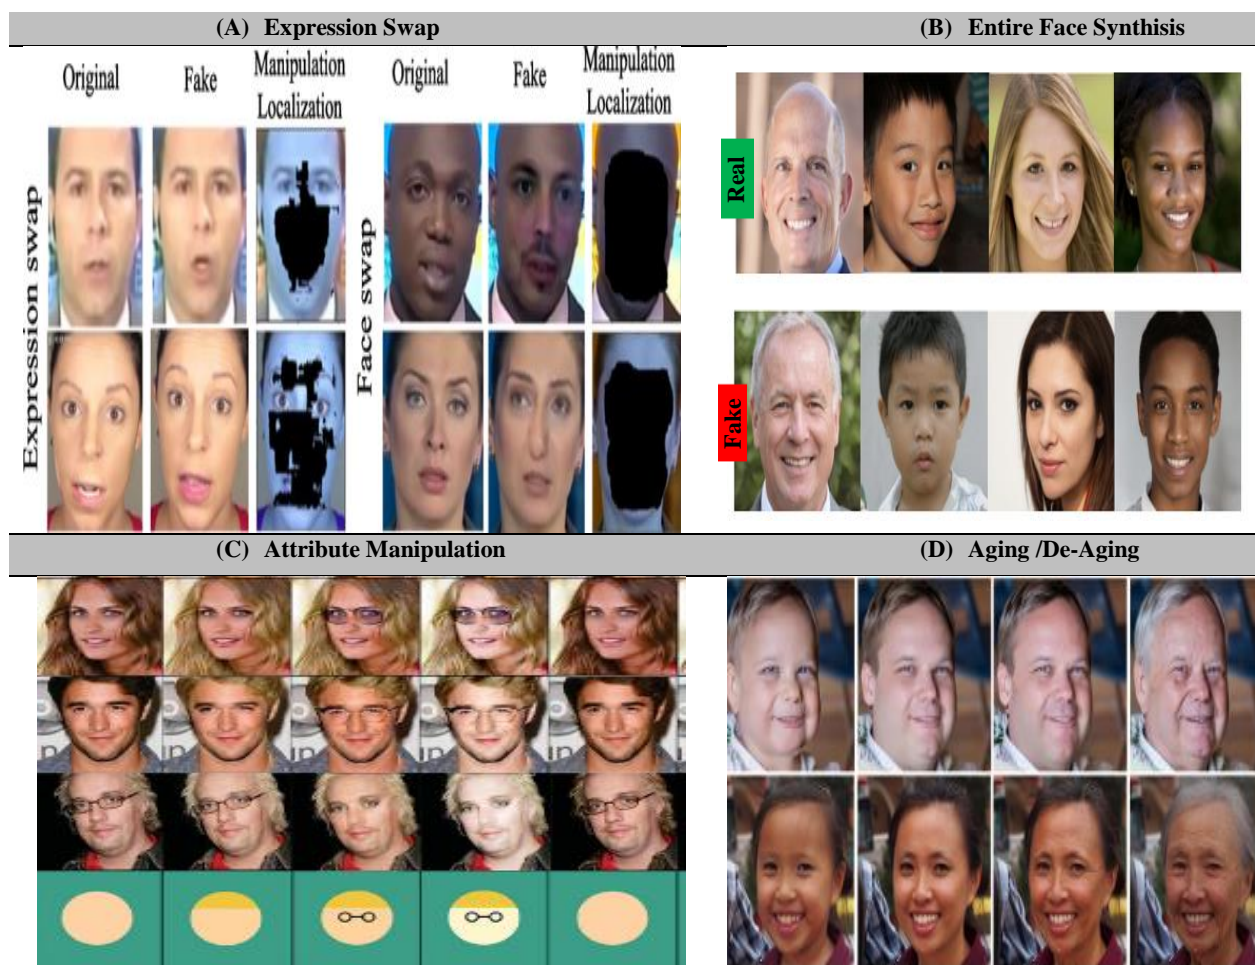 (A) Expression Swap
(B) Entire Face Synthisis
Original
Fake
Manipulation
Localization
Original
Fake
Manipulation
Localization
Expression swap
Face swap
Real
Fake
(C) Attribute Manipulation
(D) Aging /De-Aging